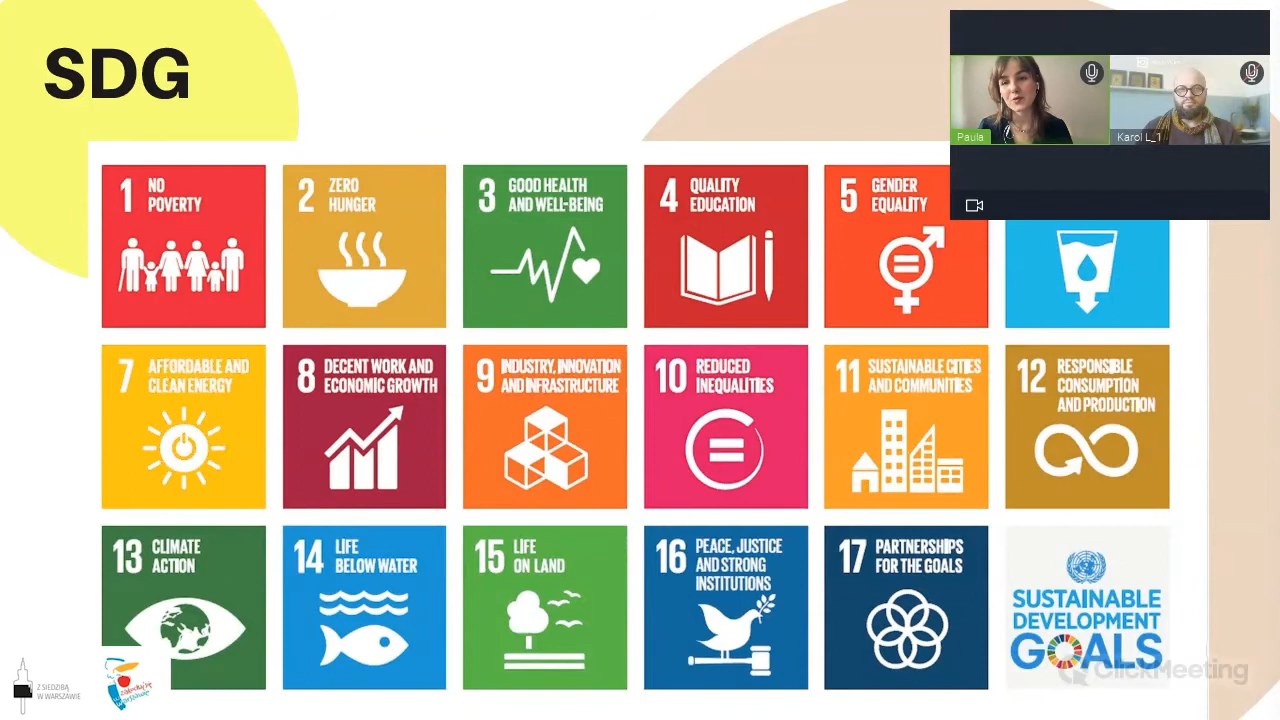 SDG
Paula
Karol L_1
1 NO
POVERTY
2 ZERO
HUNGER
3 GOOD HEALTH
AND WELL-BEING
4 QUALITY
EDUCATION
5 GENDER
EQUALITY
7 AFFORDABLE AND
CLEAN ENERGY
8 DECENT WORK AND
ECONOMIC GROWTH
9 INDUSTRY, INNOVATION
AND INFRASTRUCTURE
10 REDUCED
INEQUALITIES
11 SUSTAINABLE CITIES
AND COMMUNITIES
12 RESPONSIBLE
CONSUMPTION
AND PRODUCTION
13 CLIMATE
ACTION
14 LIFE
BELOW WATER
15 LIFE
ON LAND
16 PEACE, JUSTICE
AND STRONG
INSTITUTIONS
17 PARTNERSHIPS
FOR THE GOALS
SUSTAINABLE
DEVELOPMENT
GOALS
ClickMeeting
Z SIEDZIBĄ
W WARSZAWIE